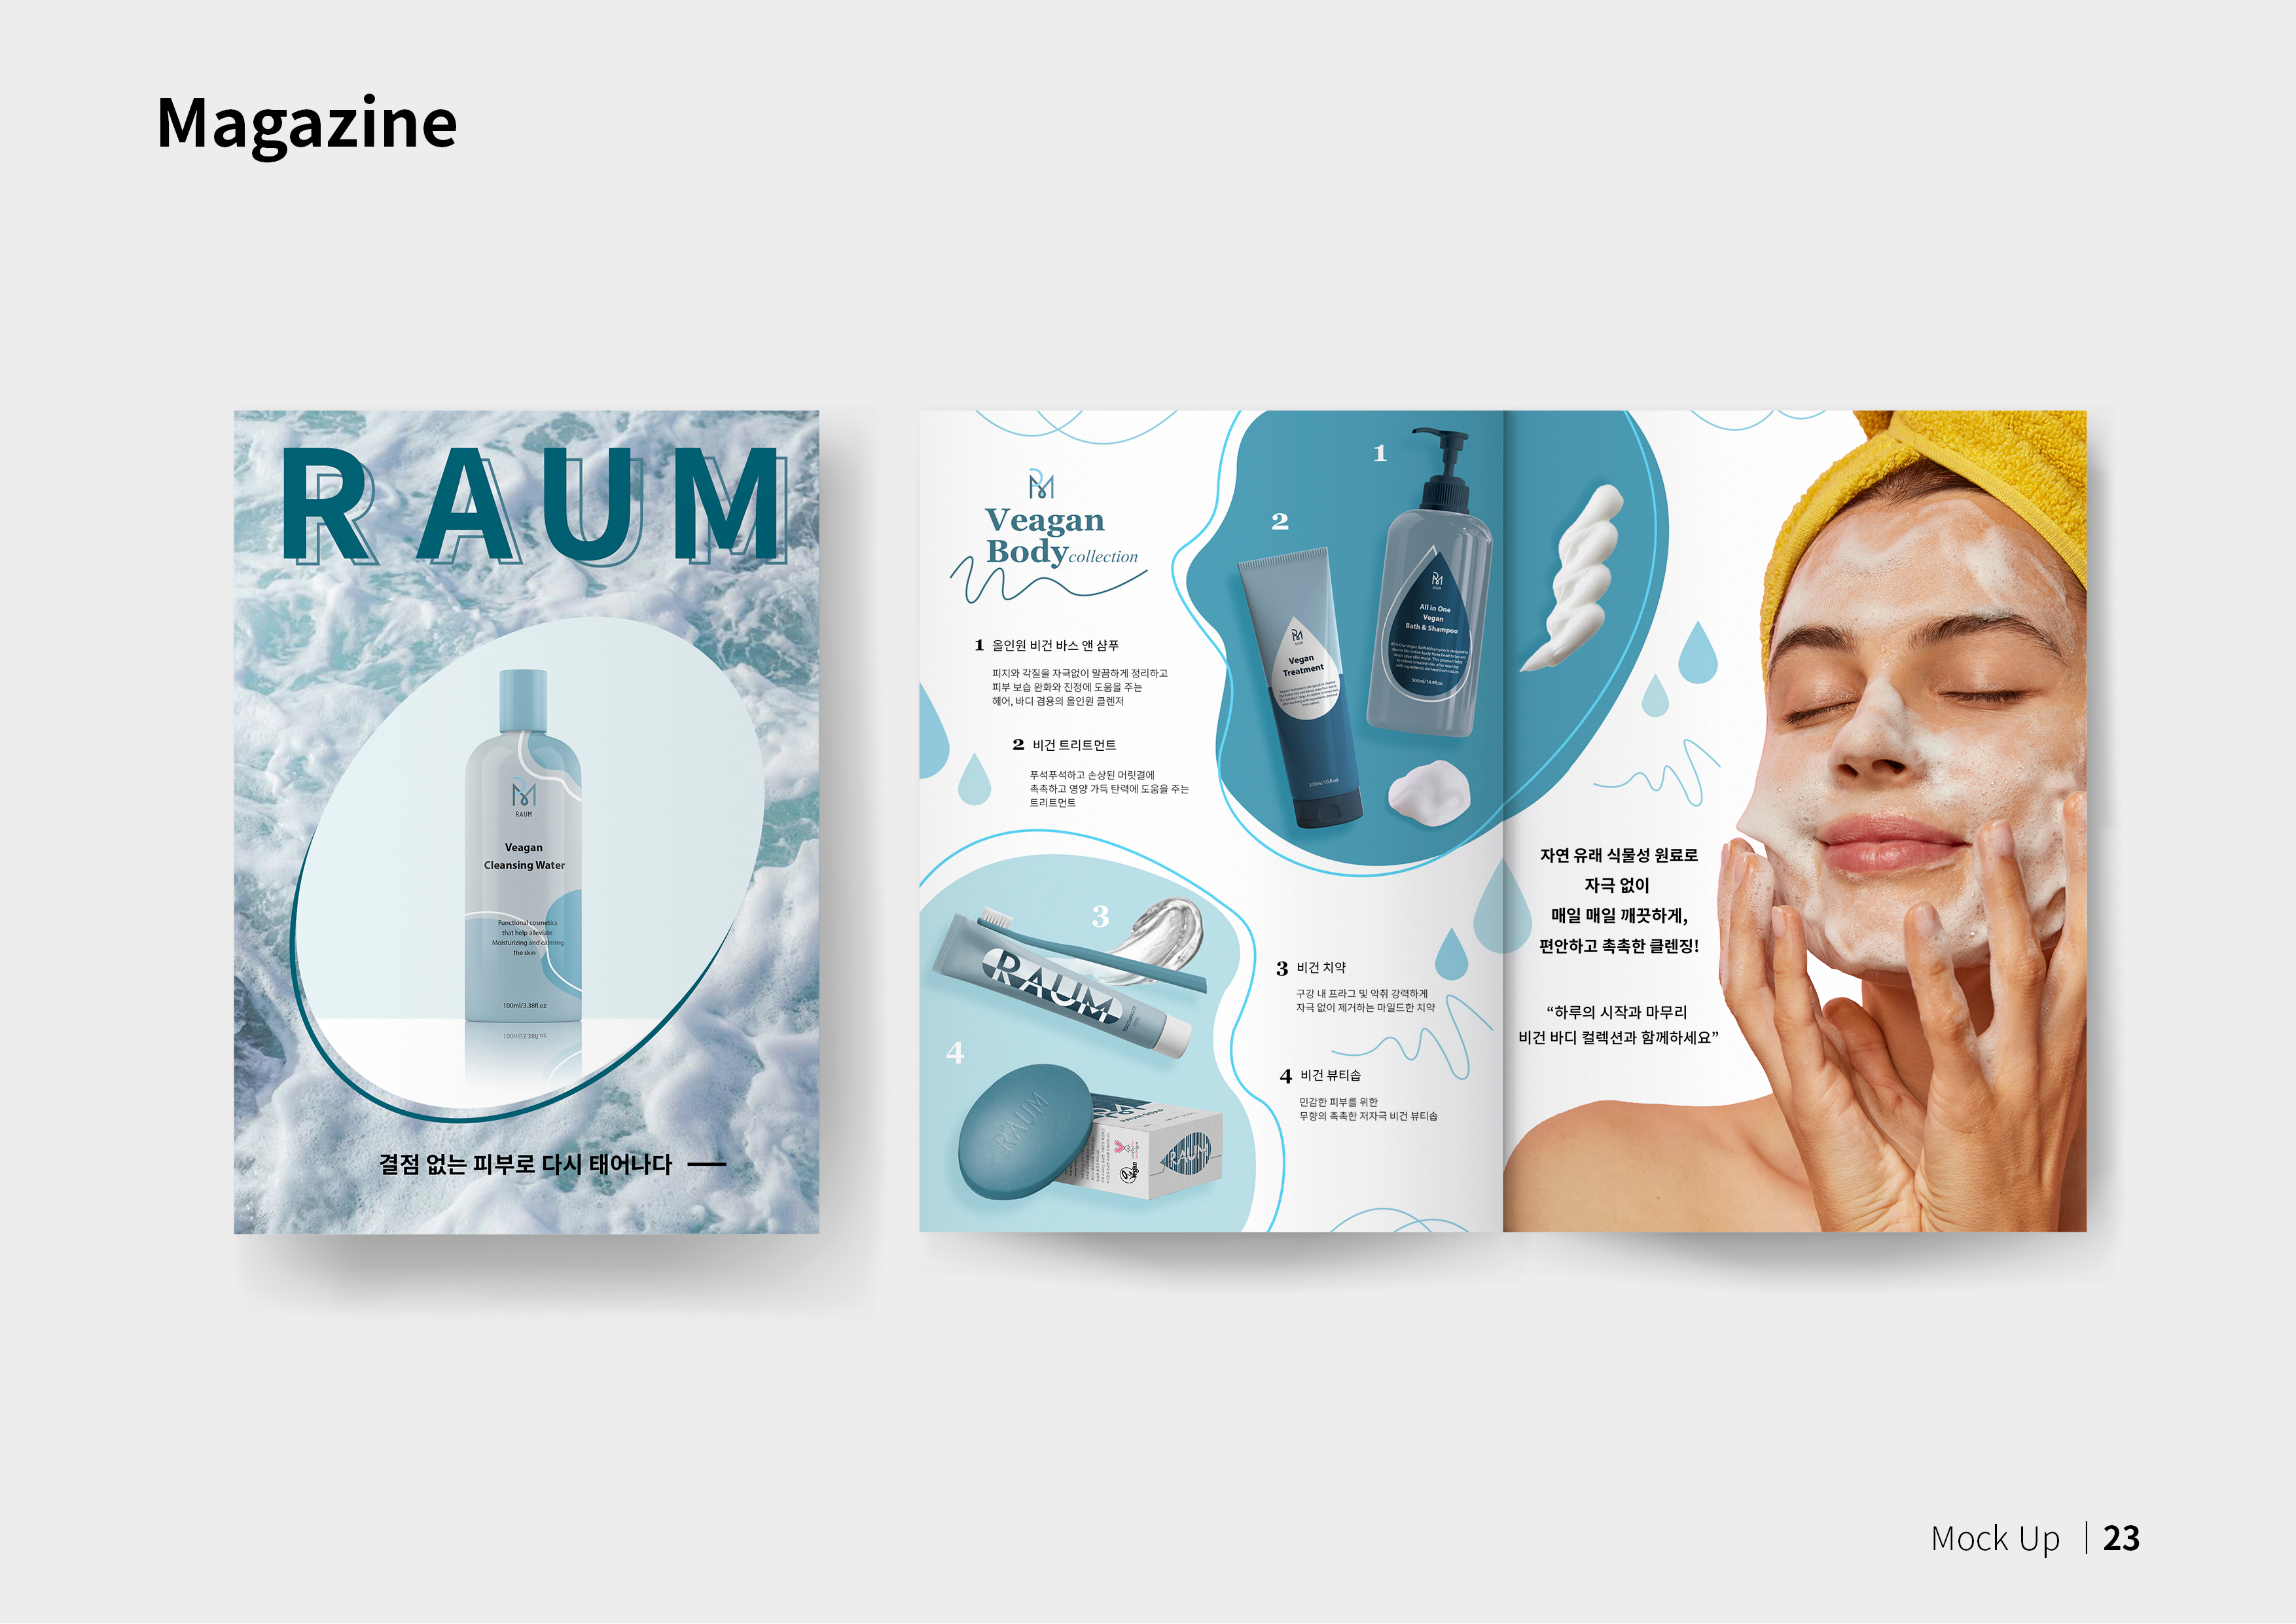 Magazine
RAUM
RAUM
Veagan
Cleansing Water
Functional cosmetics
that help alleviate
Moisturizing and calming
the skin
100ml/3.38fl.oz
결점 없는 피부로 다시 태어나다
Veagan
Body collection
1 올인원 비건 바스 앤 샴푸
피지와 각질을 자극없이 말끔하게 정리하고
피부 보습 완화와 진정에 도움을 주는
헤어, 바디 겸용의 올인원 클렌저
2 비건 트리트먼트
푸석푸석하고 손상된 머릿결에
촉촉하고 영양 가득 탄력에 도움을 주는
트리트먼트
1
2
All in One
Vegan
Bath & Shampoo
500ml/16.9fl.oz
Vegan
Treatment
3
RAUM
4
RAUM
RAUM
3 비건 치약
구강 내 프라그 및 악취 강력하게
자극 없이 제거하는 마일드한 치약
4 비건 뷰티솝
민감한 피부를 위한
무향의 촉촉한 저자극 비건 뷰티솝
자연 유래 식물성 원료로
자극 없이
매일 매일 깨끗하게,
편안하고 촉촉한 클렌징!
“하루의 시작과 마무리
비건 바디 컬렉션과 함께하세요”
Mock Up 23